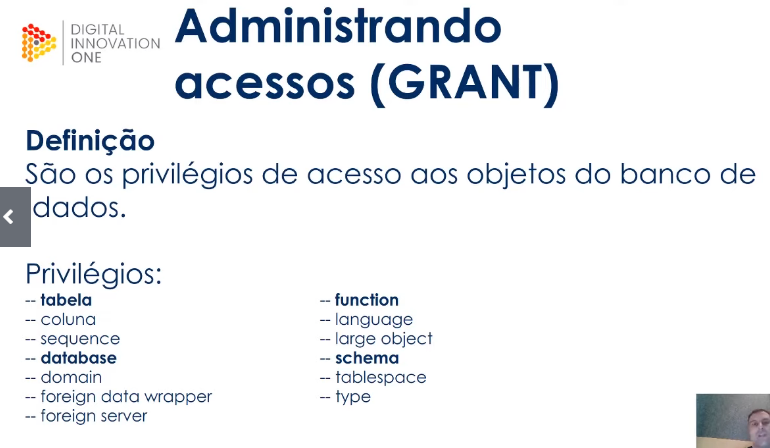 DIGITAL
INNOVATION
ONE
Administrando
acessos (GRANT)
Definição
São os privilégios de acesso aos objetos do banco de
dados.
Privilégios:
-- tabela
-- coluna
-- sequence
-- database
-- domain
-- foreign data wrapper
-- foreign server
-- function
-- language
-- large object
-- schema
-- tablespace
-- type